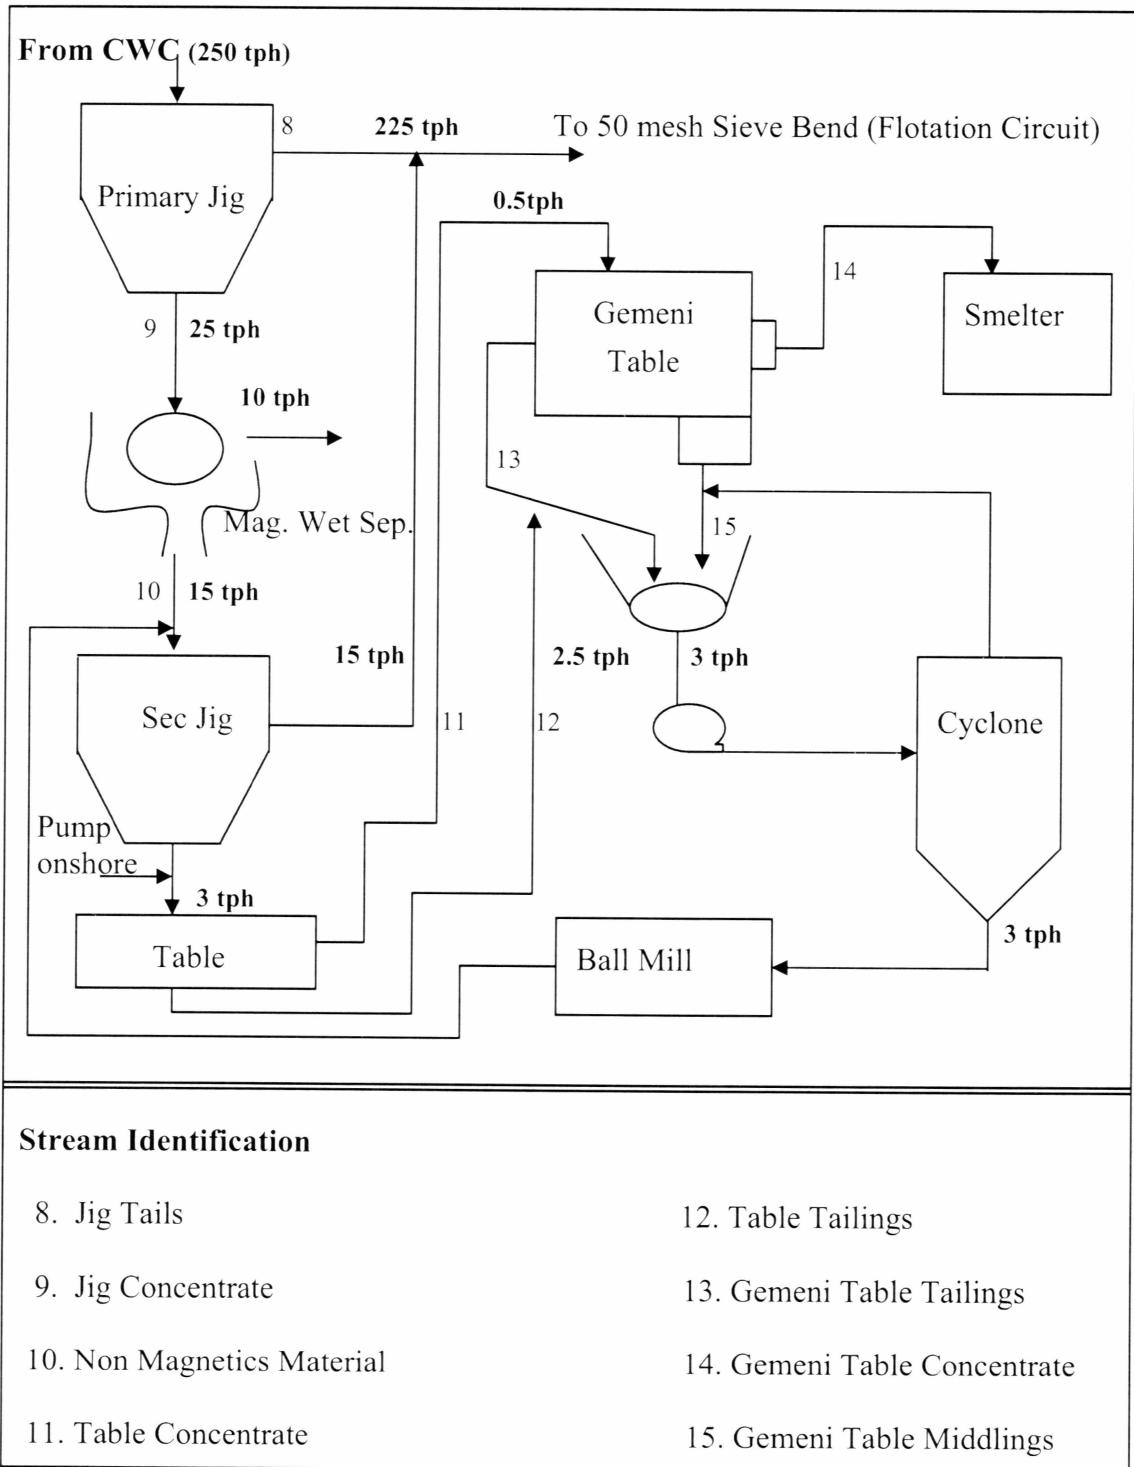 From CWC (250 tph)
8
225 tph
To 50 mesh Sieve Bend (Flotation Circuit)
Primary Jig
0.5tph
14
Gemeni
Table
Smelter
9
25 tph
10 tph
13
Mag. Wet Sep.
15
10
15 tph
15 tph
2.5 tph
3 tph
Sec Jig
11
12
Cyclone
Pump
onshore
3 tph
3 tph
Table
Ball Mill
Stream Identification
8. Jig Tails
9. Jig Concentrate
10. Non Magnetics Material
11. Table Concentrate
12. Table Tailings
13. Gemeni Table Tailings
14. Gemeni Table Concentrate
15. Gemeni Table Middlings